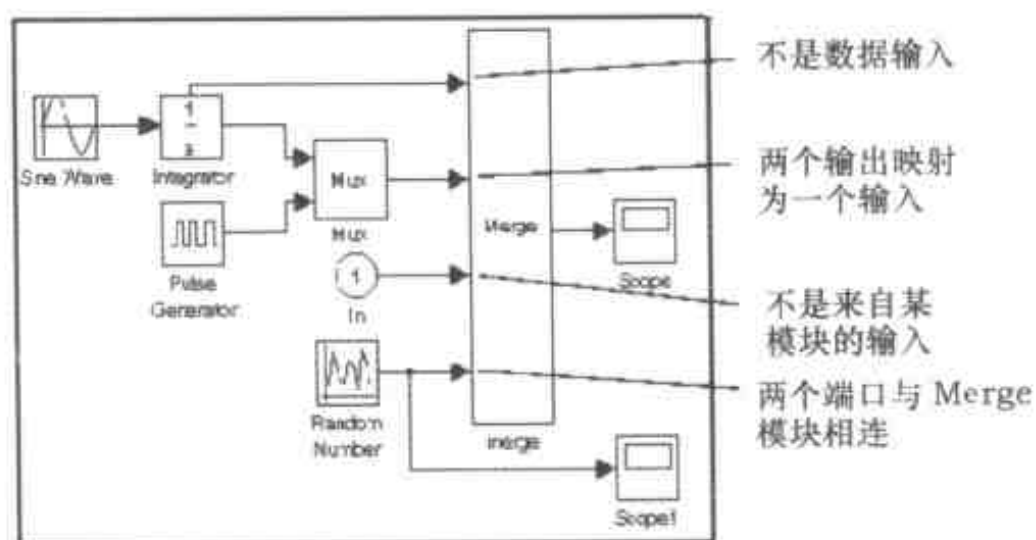 不是数据输入
1
s
Sine Wave
Integrator
两个输出映射
为一个输入
Mux
Merge
Mux
Pulse
Generator
1
In
Scope
不是来自某
模块的输入
Random
Number
merge
两个端口与 Merge
模块相连
Scope1